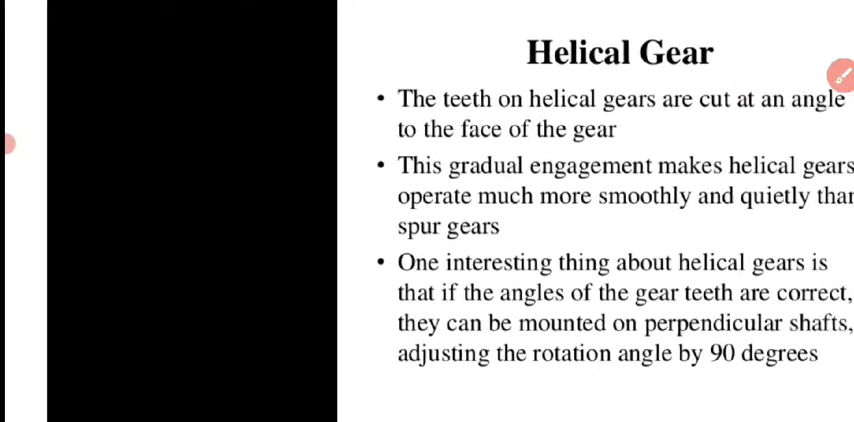 Helical Gear
• The teeth on helical gears are cut at an angle
to the face of the gear
• This gradual engagement makes helical gears
operate much more smoothly and quietly than
spur gears
• One interesting thing about helical gears is
that if the angles of the gear teeth are correct,
they can be mounted on perpendicular shafts,
adjusting the rotation angle by 90 degrees